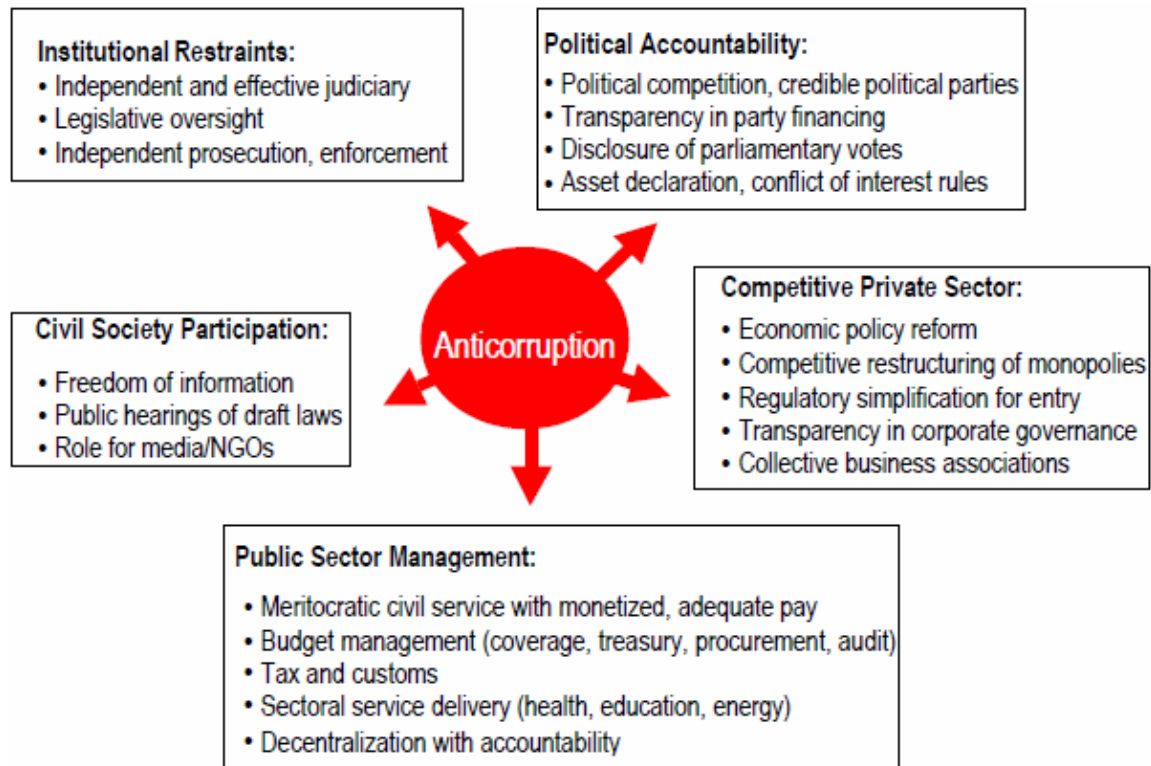 Institutional Restraints:
• Independent and effective judiciary
• Legislative oversight
• Independent prosecution, enforcement
Political Accountability:
• Political competition, credible political parties
• Transparency in party financing
• Disclosure of parliamentary votes
• Asset declaration, conflict of interest rules
Civil Society Participation:
• Freedom of information
• Public hearings of draft laws
• Role for media/NGOs
Anticorruption
Competitive Private Sector:
• Economic policy reform
• Competitive restructuring of monopolies
• Regulatory simplification for entry
• Transparency in corporate governance
• Collective business associations
Public Sector Management:
• Meritocratic civil service with monetized, adequate pay
• Budget management (coverage, treasury, procurement, audit)
• Tax and customs
• Sectoral service delivery (health, education, energy)
• Decentralization with accountability